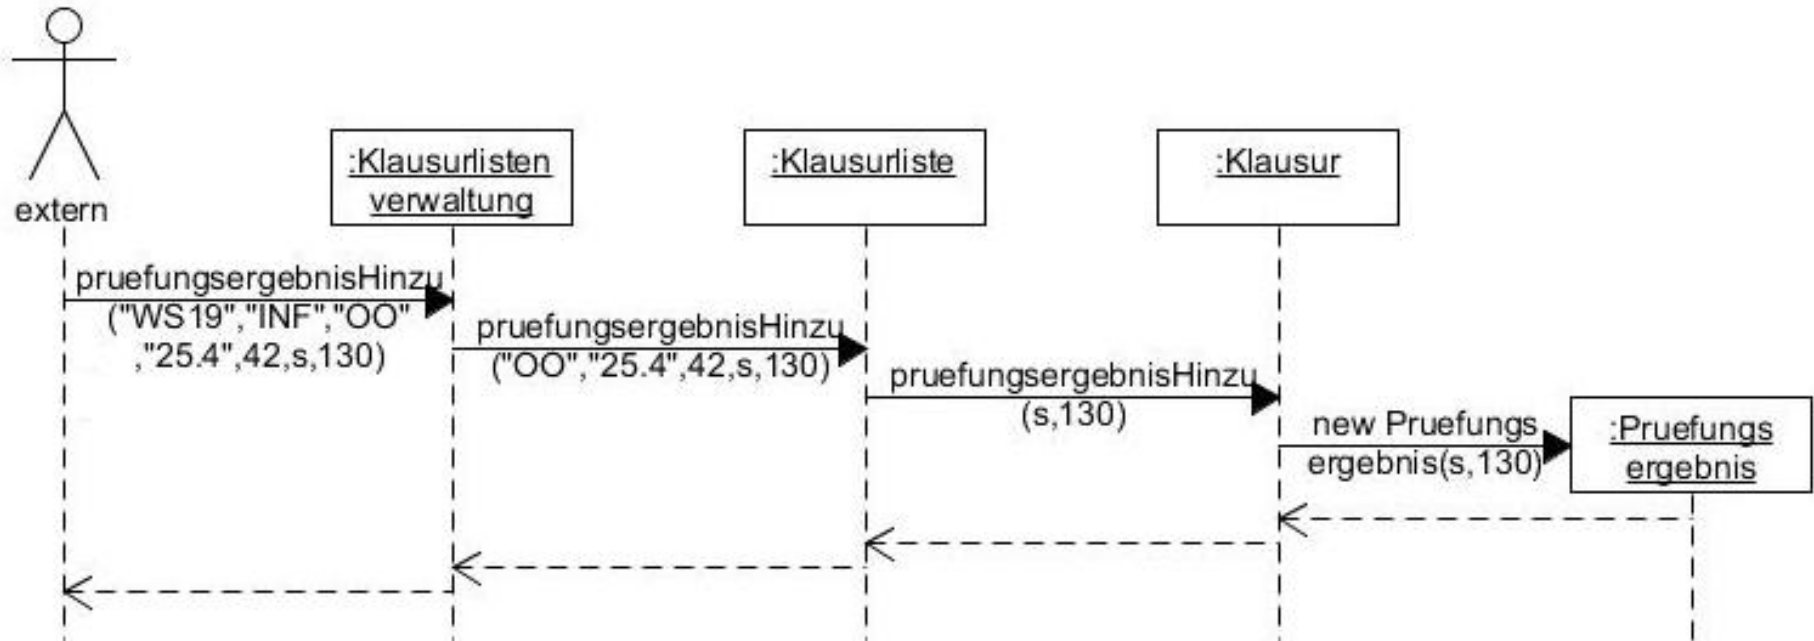 extern
:Klausurlisten
verwaltung
:Klausurliste
:Klausur
pruefungsergebnisHinzu
("WS19","INF","OO"
,"25.4",42,s,130)
pruefungsergebnisHinzu
("OO","25.4",42,s,130)
pruefungsergebnisHinzu
(s,130)
new Pruefungs
ergebnis(s,130)
:Pruefungs
ergebnis